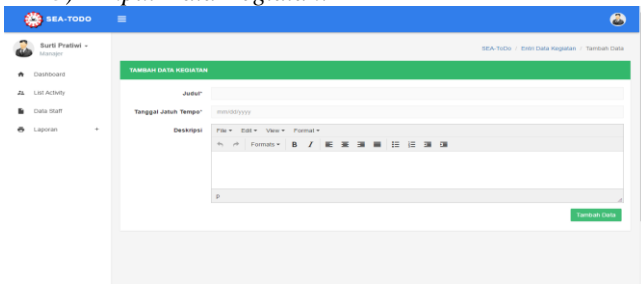 SEA-TODO
Surti Pratiwi
Manajer
SEA-ToDo / Entri Data Kegiatan / Tambah Data
Dashboard
List Activity
Data Staff
Laporan +
TAMBAH DATA KEGIATAN
Judul*
Tanggal Jatuh Tempo* mm/dd/yyyy
Deskripsi File Edit View Format
Formats B I
p
Tambah Data